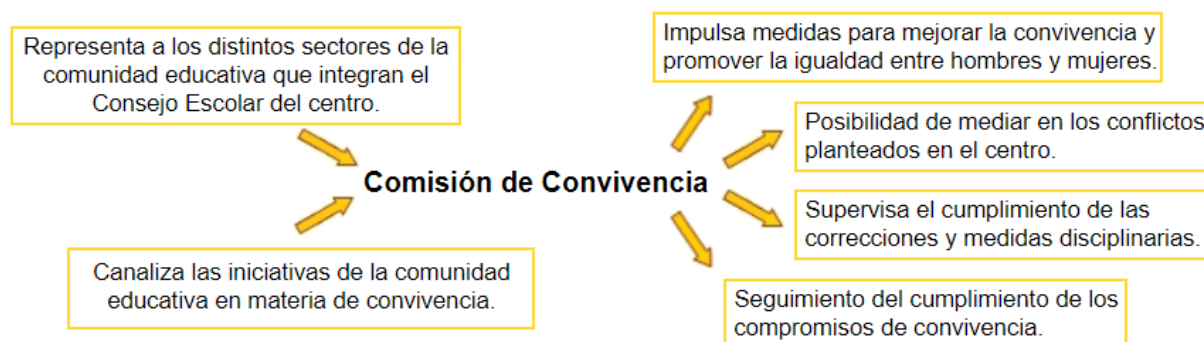 Representa a los distintos sectores de la
comunidad educativa que integran el
Consejo Escolar del centro.
Impulsa medidas para mejorar la convivencia y
promover la igualdad entre hombres y mujeres.
Posibilidad de mediar en los conflictos
planteados en el centro.
Comisión de Convivencia
Supervisa el cumplimiento de las
correcciones y medidas disciplinarias.
Canaliza las iniciativas de la comunidad
educativa en materia de convivencia.
Seguimiento del cumplimiento de los
compromisos de convivencia.